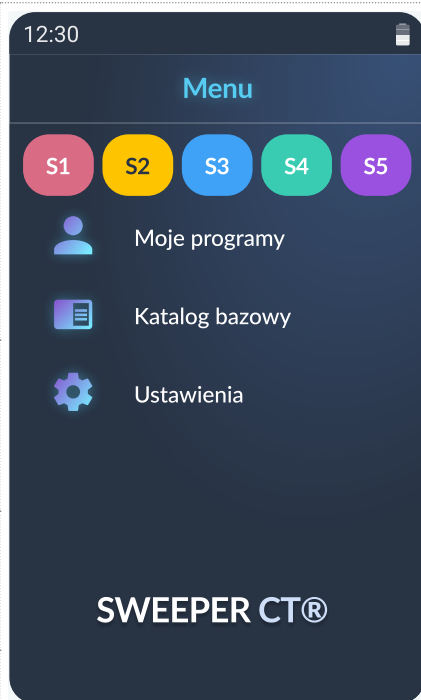 12:30
Menu
S1 S2 S3 S4 S5
Moje programy
Katalog bazowy
Ustawienia
SWEEPER CT®